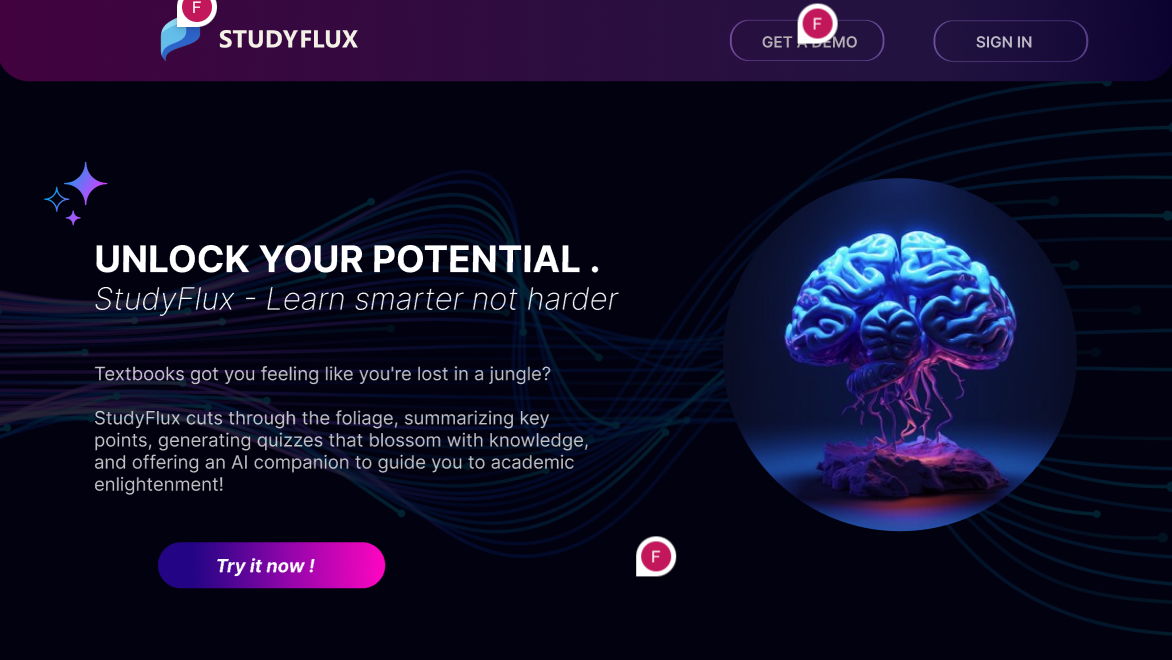 F
STUDYFLUX
F
GET A DEMO
SIGN IN
UNLOCK YOUR POTENTIAL .
StudyFlux - Learn smarter not harder
Textbooks got you feeling like you're lost in a jungle?
StudyFlux cuts through the foliage, summarizing key
points, generating quizzes that blossom with knowledge,
and offering an AI companion to guide you to academic
enlightenment!
F
Try it now !